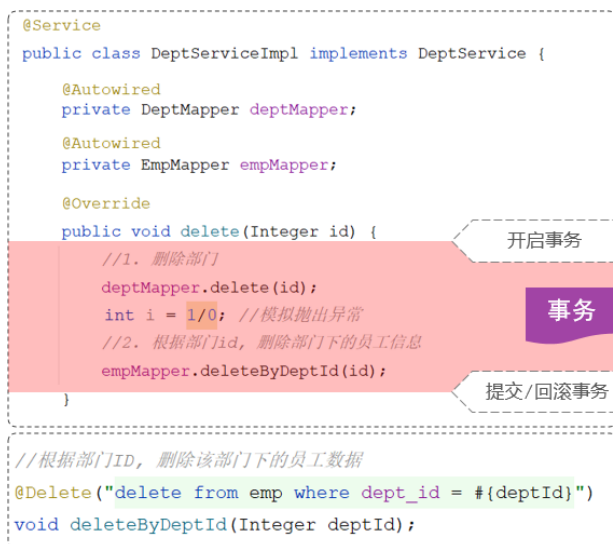 @Service
public class DeptServiceImpl implements DeptService {
@Autowired
private DeptMapper deptMapper;
@Autowired
private EmpMapper empMapper;
@Override
public void delete(Integer id) {
开启事务
//1. 删除部门
deptMapper.delete(id);
int i = 1/0; //模拟抛出异常
事务
//2. 根据部门id, 删除部门下的员工信息
empMapper.deleteByDeptId(id);
提交/回滚事务
}
//根据部门ID, 删除该部门下的员工数据
@Delete("delete from emp where dept_id = #{deptId}")
void deleteByDeptId(Integer deptId);